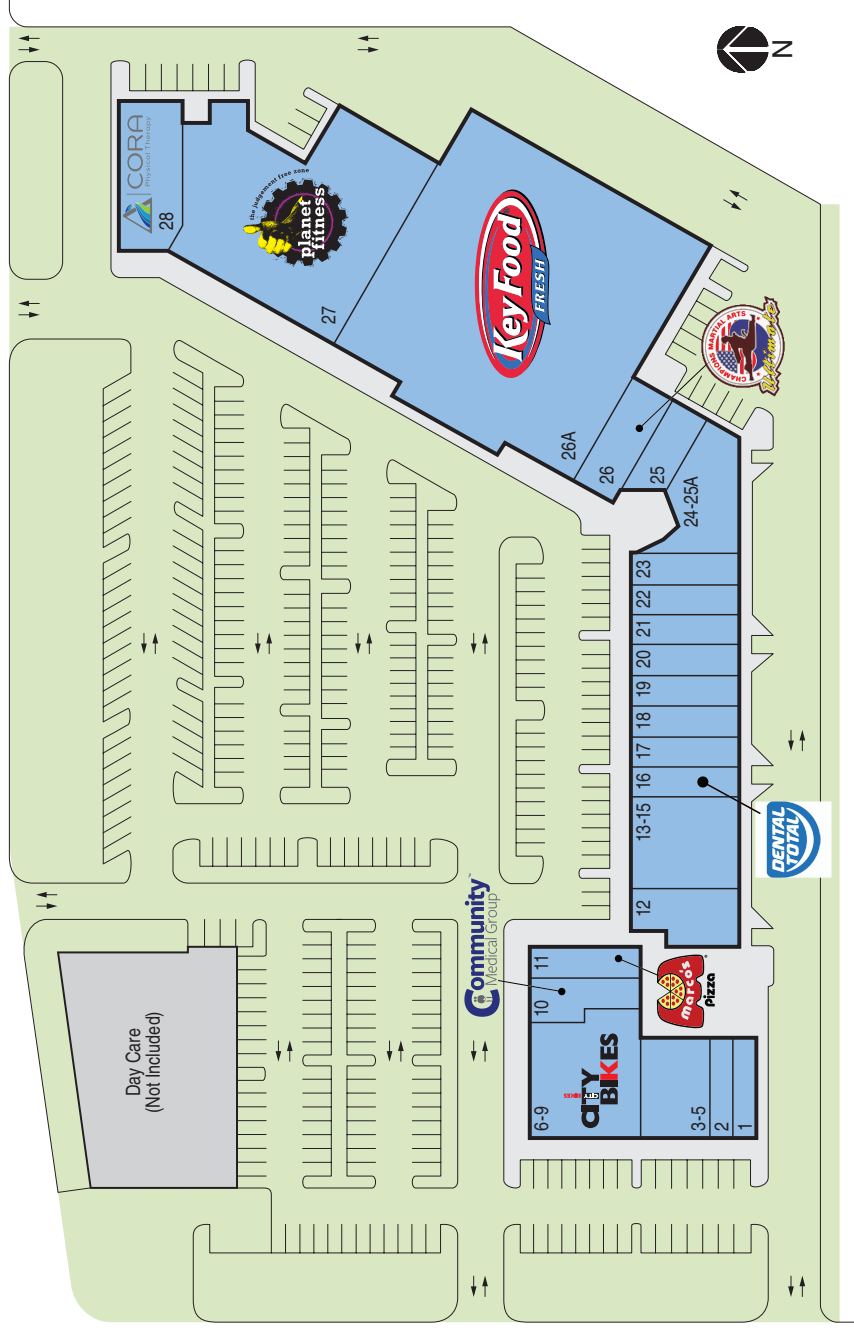 Day Care
(Not Included)
CORA
Physical Therapy
28
the judgement free zone
planet
fitness
27
Key Food
FRESH
26A
26
25
24-25A
CHAMPIONS MARTIAL ARTS
Ultimate
23
22
21
20
19
18
17
16
13-15
12
DENTAL
TOTAL
Community
Medical Group
11
10
marco's
Pizza
6-9
CITY
BIKES
3-5
2
1
N